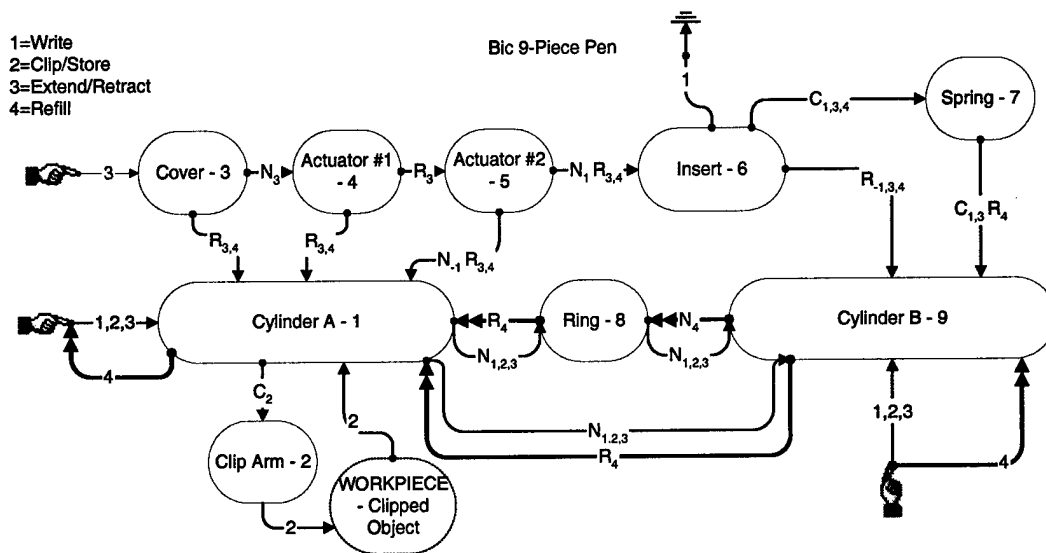 1=Write
2=Clip/Store
3=Extend/Retract
4=Refill
Bic 9-Piece Pen
1
C1,3,4
Spring - 7
3
Cover - 3
N3
Actuator #1
- 4
R3
Actuator #2
- 5
N1 R3,4
Insert - 6
R-1,3,4
C1,3 R4
R3,4
R3,4
N-1 R3,4
1,2,3
Cylinder A - 1
R4
N1,2,3
Ring - 8
N4
N1,2,3
Cylinder B - 9
4
C2
2
N1.2,3
R4
1,2,3
4
Clip Arm - 2
2
WORKPIECE
- Clipped
Object